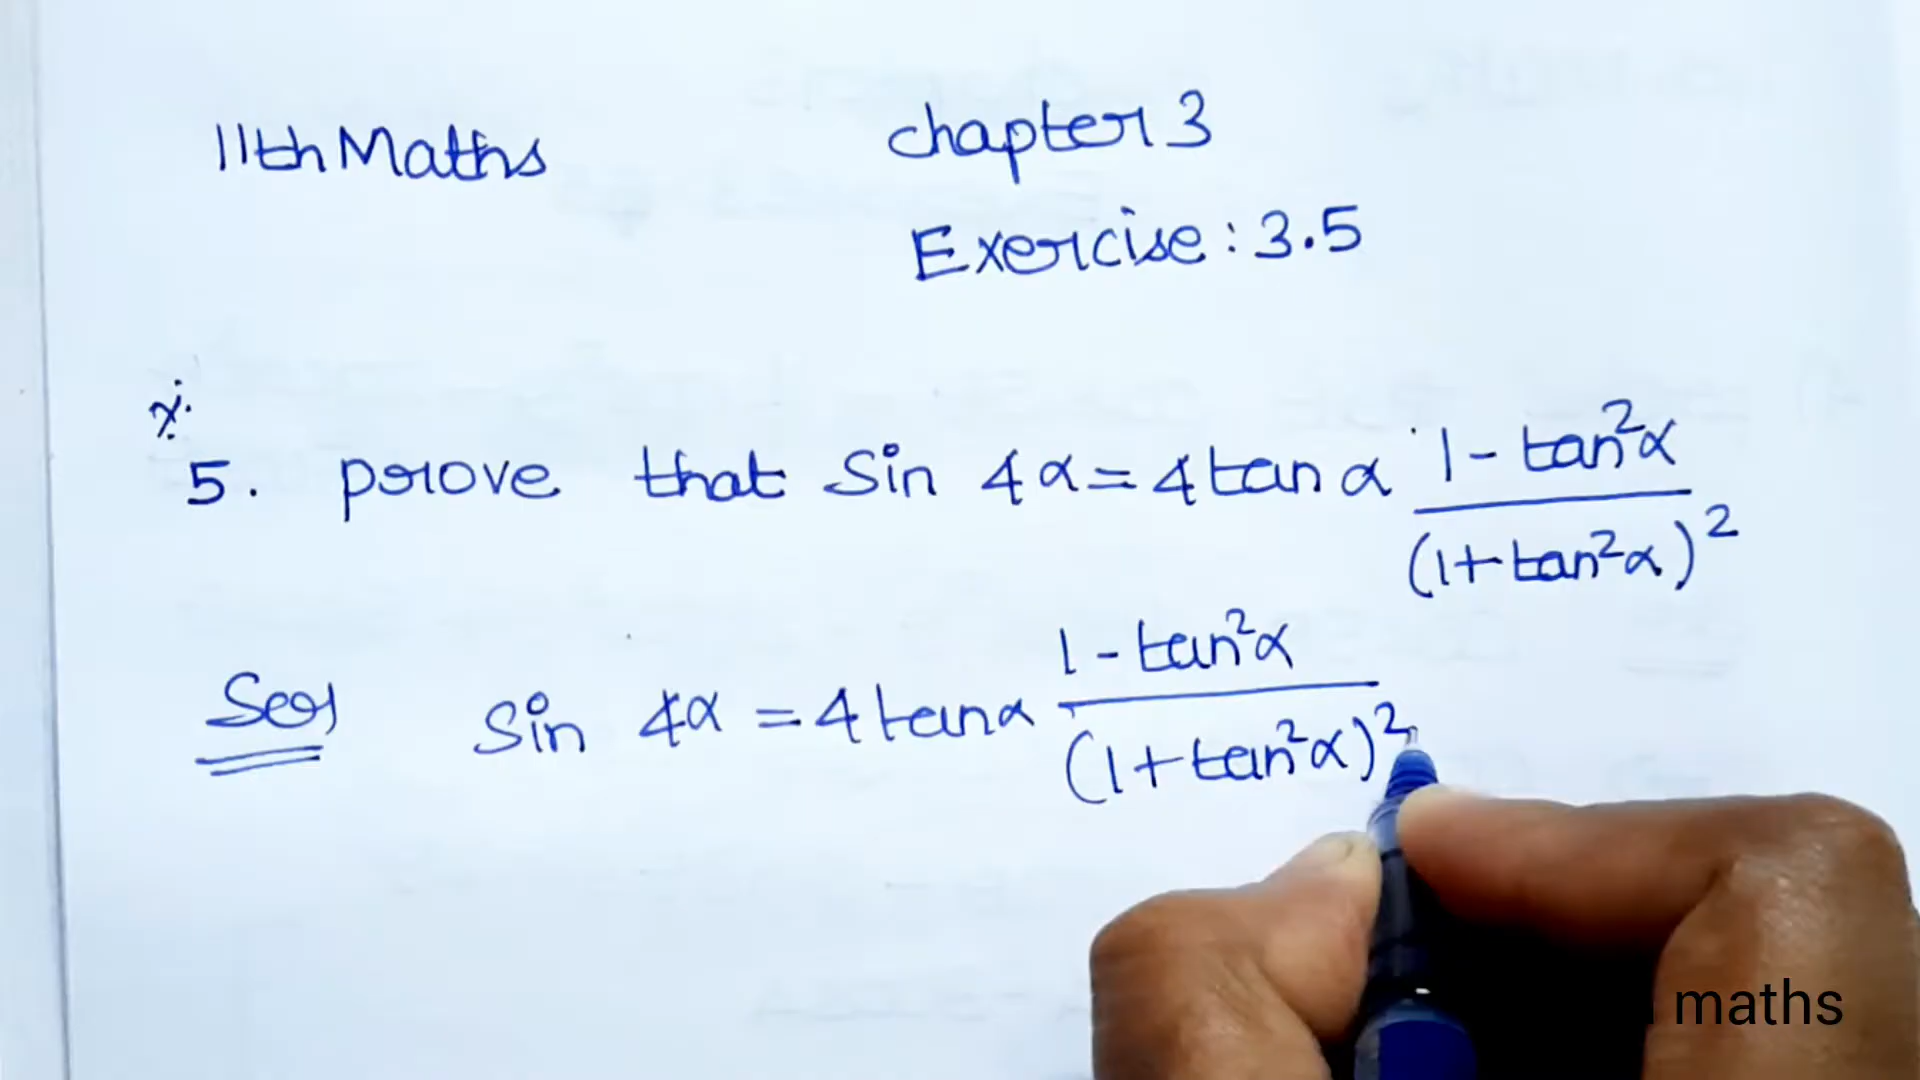 11th Maths chapter 3
Exercise: 3.5
5. prove that Sin 4α = 4 tan α 1 - tan²α / (1 + tan²α)²
Sol Sin 4α = 4 tan α 1 - tan²α / (1 + tan²α)²
maths